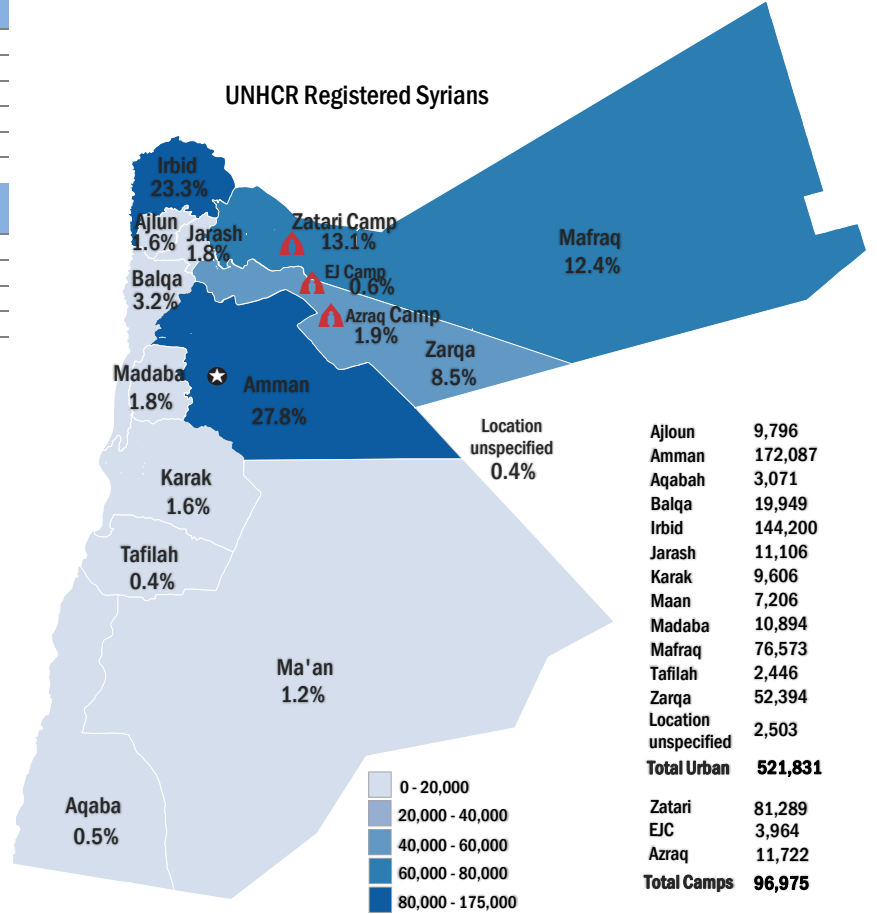 UNHCR Registered Syrians
Irbid
23.3%
Ajlun
1.6%
Jarash
1.8%
Zatari Camp
13.1%
Mafraq
12.4%
EJ Camp
0.6%
Balqa
3.2%
Azraq Camp
1.9%
Zarqa
8.5%
Madaba
1.8%
Amman
27.8%
Location
unspecified
0.4%
Karak
1.6%
Tafilah
0.4%
Ma'an
1.2%
Aqaba
0.5%
0 - 20,000
20,000 - 40,000
40,000 - 60,000
60,000 - 80,000
80,000 - 175,000
Ajloun 9,796
Amman 172,087
Aqabah 3,071
Balqa 19,949
Irbid 144,200
Jarash 11,106
Karak 9,606
Maan 7,206
Madaba 10,894
Mafraq 76,573
Tafilah 2,446
Zarqa 52,394
Location
unspecified 2,503
Total Urban 521,831
Zatari 81,289
EJC 3,964
Azraq 11,722
Total Camps 96,975